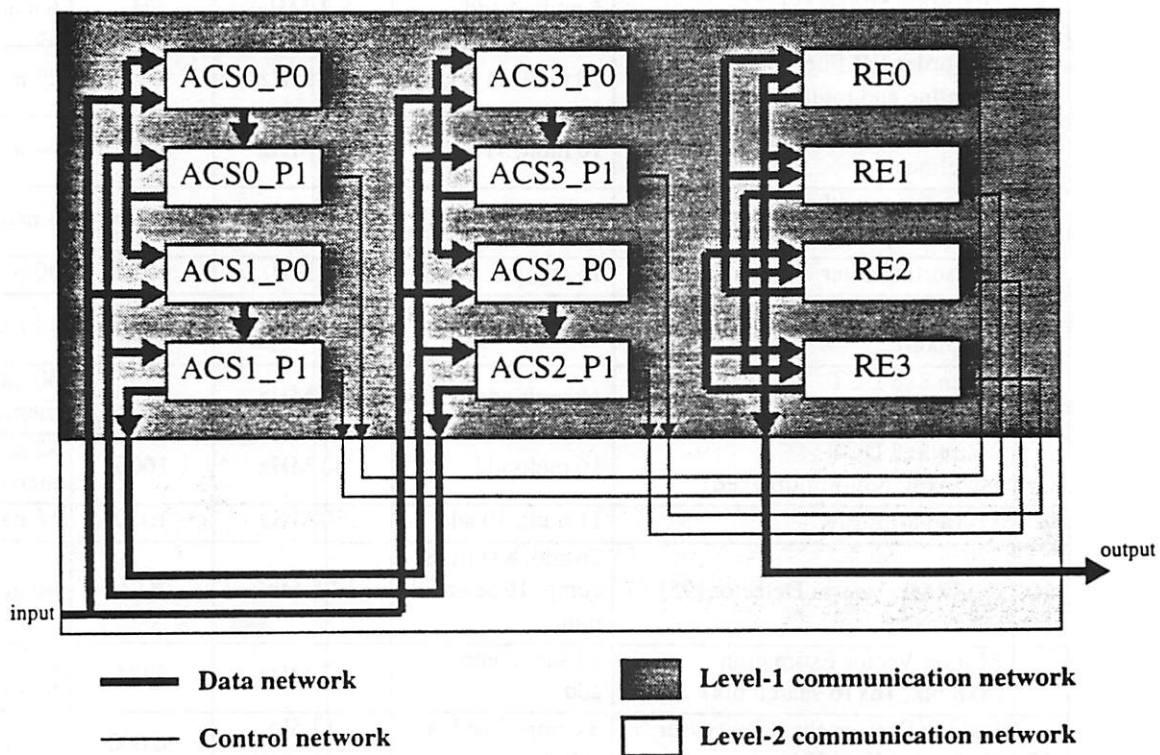 ACS0_P0
ACS3_P0
RE0
ACS0_P1
ACS3_P1
RE1
ACS1_P0
ACS2_P0
RE2
ACS1_P1
ACS2_P1
RE3
output
input
Data network
Level-1 communication network
Control network
Level-2 communication network